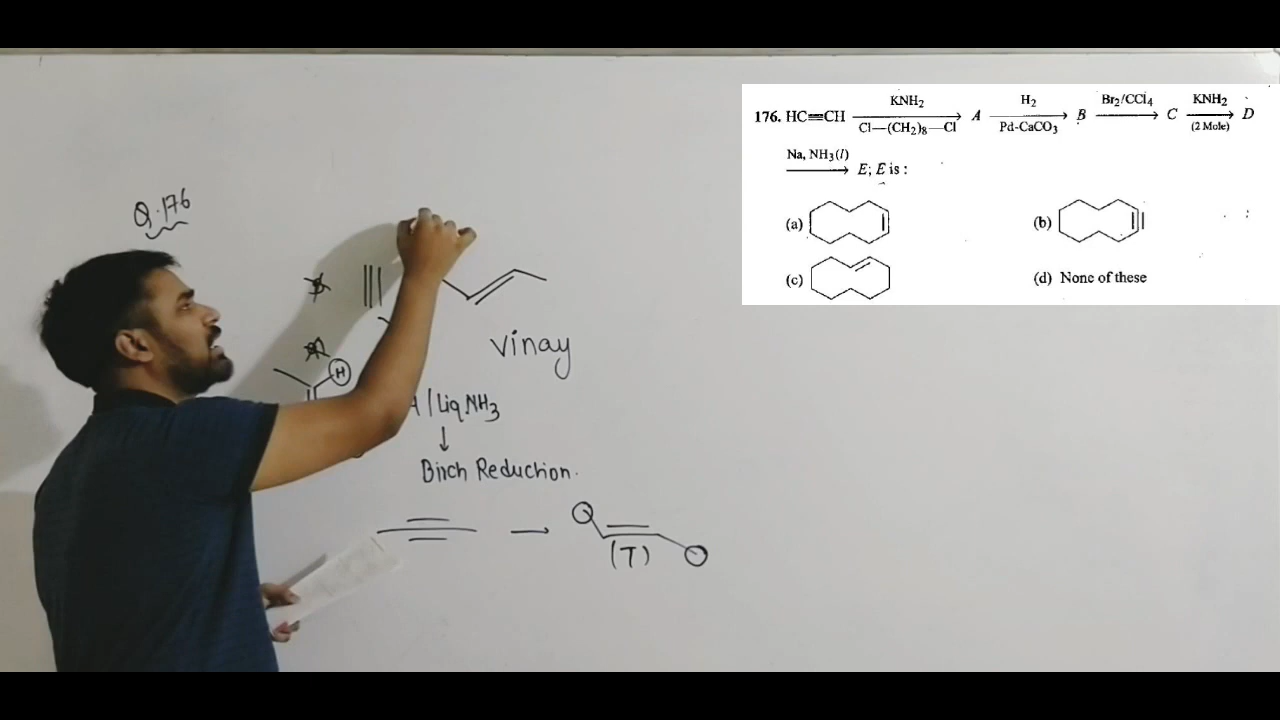 176. HC≡CH KNH₂ / Cl—(CH₂)₈—Cl → A H₂ / Pd-CaCO₃ → B Br₂/CCl₄ → C KNH₂ / (2 Mole) → D
Na, NH₃(l) → E; E is :
(a)
(b)
(c)
(d) None of these
Q.176
H
vinay
/Liq.NH₃
↓
Birch Reduction.
→
(T)